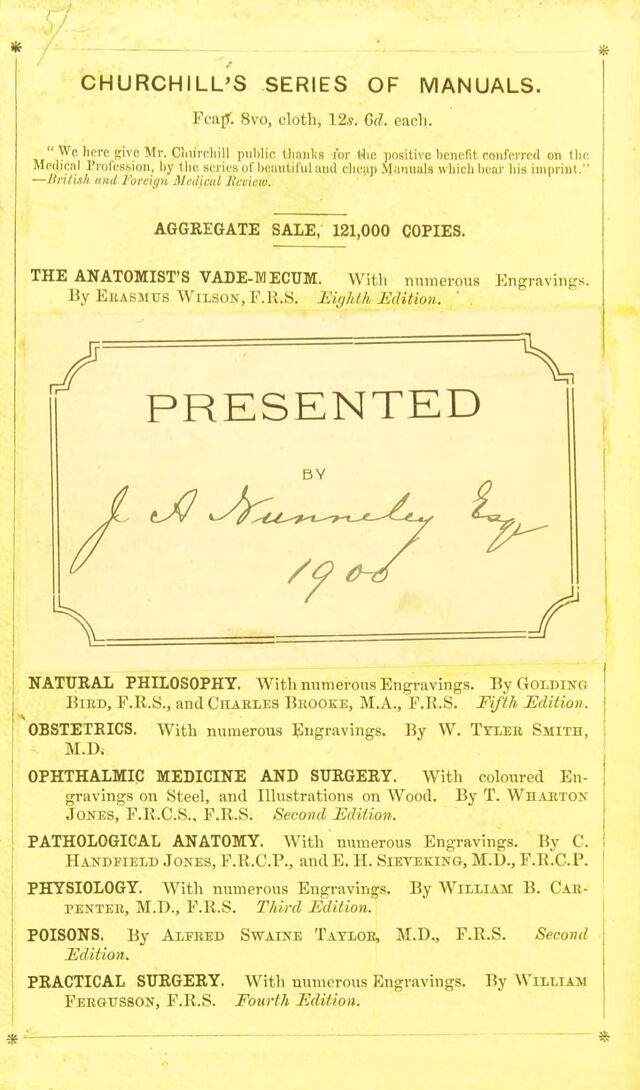 51
CHURCHILL'S SERIES OF MANUALS.
Fcap. 8vo, cloth, 12s. 6d. each.
"We here give Mr. Churchill public thanks for the positive benefit conferred on the
Medical Profession, by the series of beautiful and cheap Manuals which bear his imprint."
—British and Foreign Medical Review.
AGGREGATE SALE, 121,000 COPIES.
THE ANATOMIST'S VADE-MECUM. With numerous Engravings.
By Erasmus Wilson, F.R.S. Eighth Edition.
PRESENTED
BY
J A Nunneley Esq
1900
NATURAL PHILOSOPHY. With numerous Engravings. By Golding
Bird, F.R.S., and Charles Brooke, M.A., F.R.S. Fifth Edition.
OBSTETRICS. With numerous Engravings. By W. Tyler Smith,
M.D.
OPHTHALMIC MEDICINE AND SURGERY. With coloured En-
gravings on Steel, and Illustrations on Wood. By T. Wharton
Jones, F.R.C.S., F.R.S. Second Edition.
PATHOLOGICAL ANATOMY. With numerous Engravings. By C.
Handfield Jones, F.R.C.P., and E. H. Sieveking, M.D., F.R.C.P.
PHYSIOLOGY. With numerous Engravings. By William B. Car-
penter, M.D., F.R.S. Third Edition.
POISONS. By Alfred Swaine Taylor, M.D., F.R.S. Second
Edition.
PRACTICAL SURGERY. With numerous Engravings. By William
Fergusson, F.R.S. Fourth Edition.